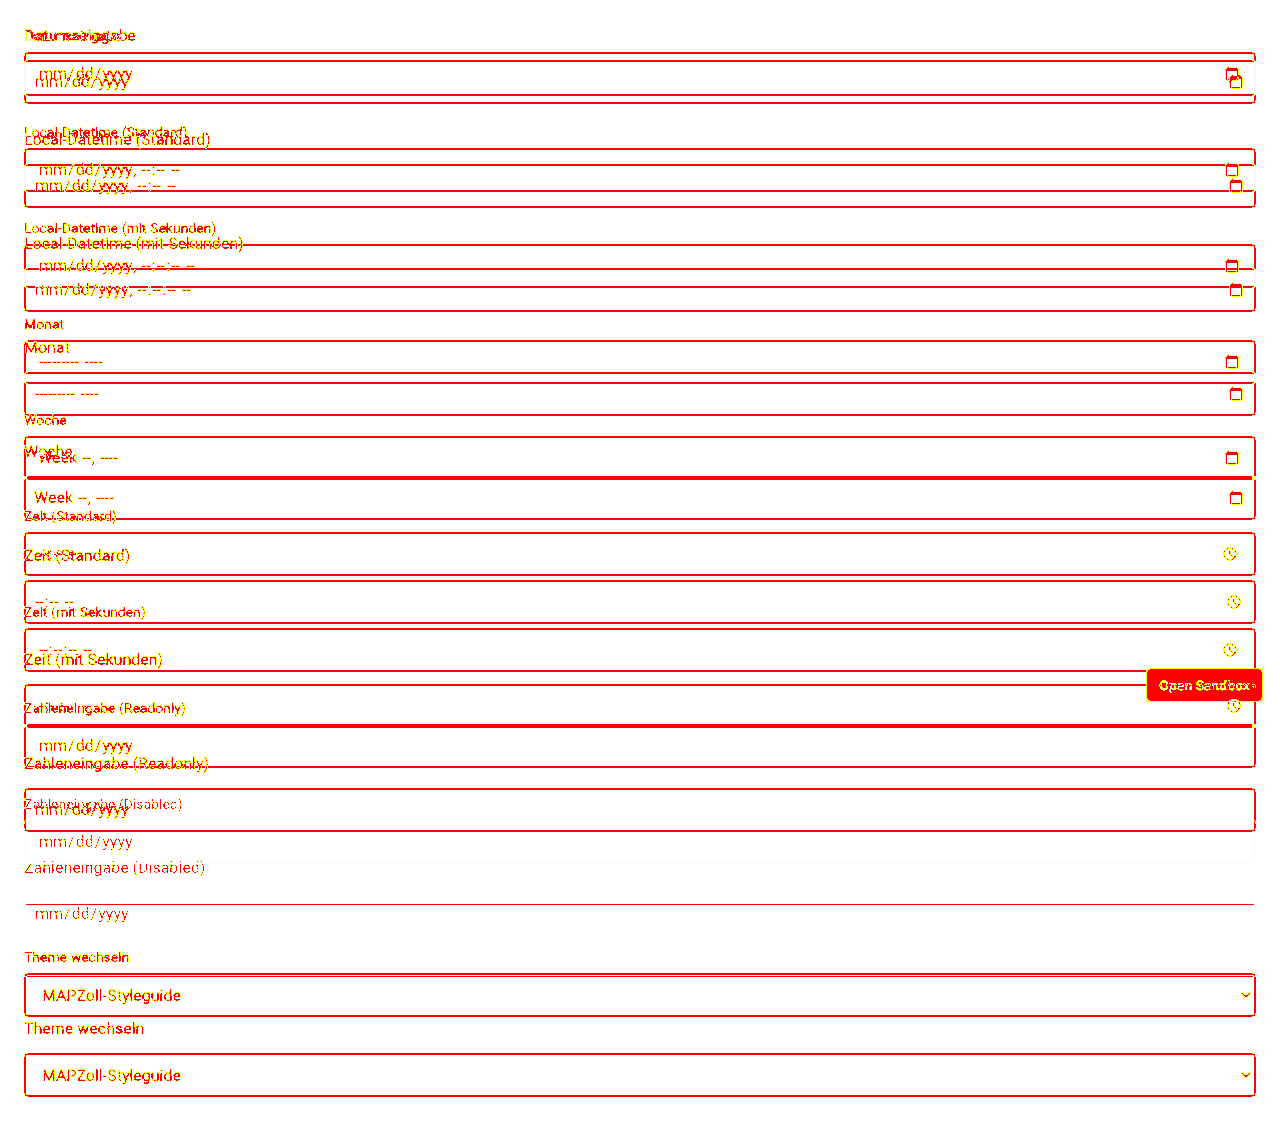 Datumseingabe
mm/dd/yyyy
mm/dd/yyyy
Local-Datetime (Standard)
Local-Datetime (Standard)
mm/dd/yyyy, --:-- --
mm/dd/yyyy, --:-- --
Local-Datetime (mit Sekunden)
Local-Datetime (mit Sekunden)
mm/dd/yyyy, --:--:-- --
mm/dd/yyyy, --:--:-- --
Monat
Monat
--------- ----
--------- ----
Woche
Woche
Week --, ----
Week --, ----
Zeit (Standard)
Zeit (Standard)
--:-- --
Zeit (mit Sekunden)
--:--:-- --
Zeit (mit Sekunden)
Open Sandbox
Zahleneingabe (Readonly)
mm/dd/yyyy
Zahleneingabe (Readonly)
Zahleneingabe (Disabled)
mm/dd/yyyy
mm/dd/yyyy
Zahleneingabe (Disabled)
mm/dd/yyyy
Theme wechseln
MAPZoll-Styleguide
Theme wechseln
MAPZoll-Styleguide